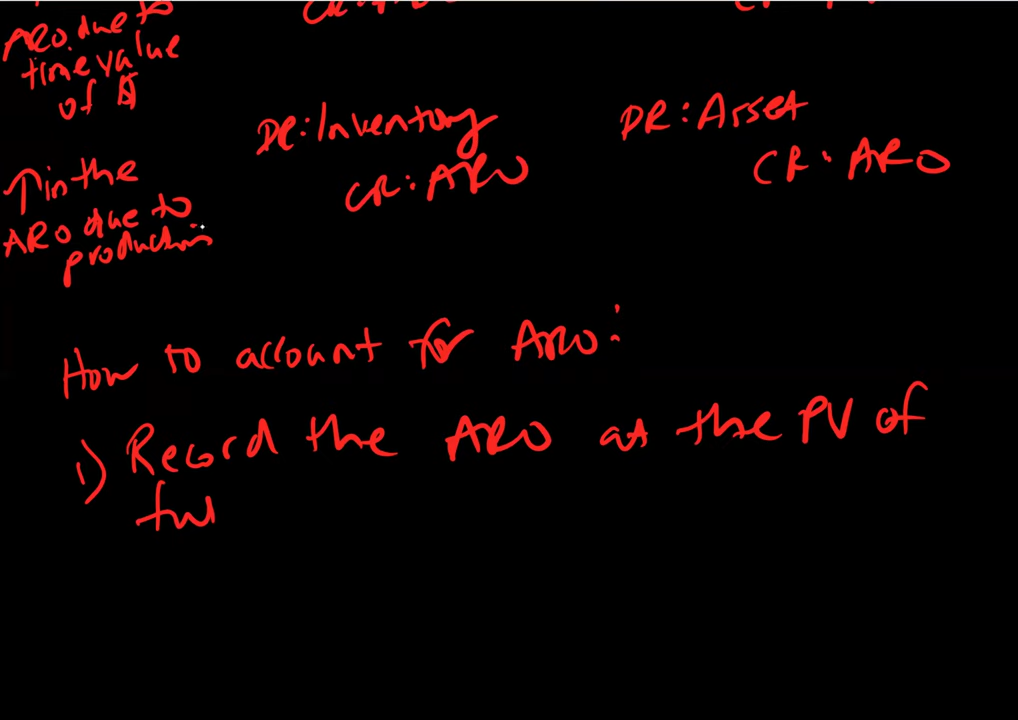 ARO due to
time value
of $
DR: Inventory
DR: Asset
CR: ARO
CR: ARO
↑ in the
ARO due to
production
How to account for ARO:
1) Record the ARO at the PV of
fut